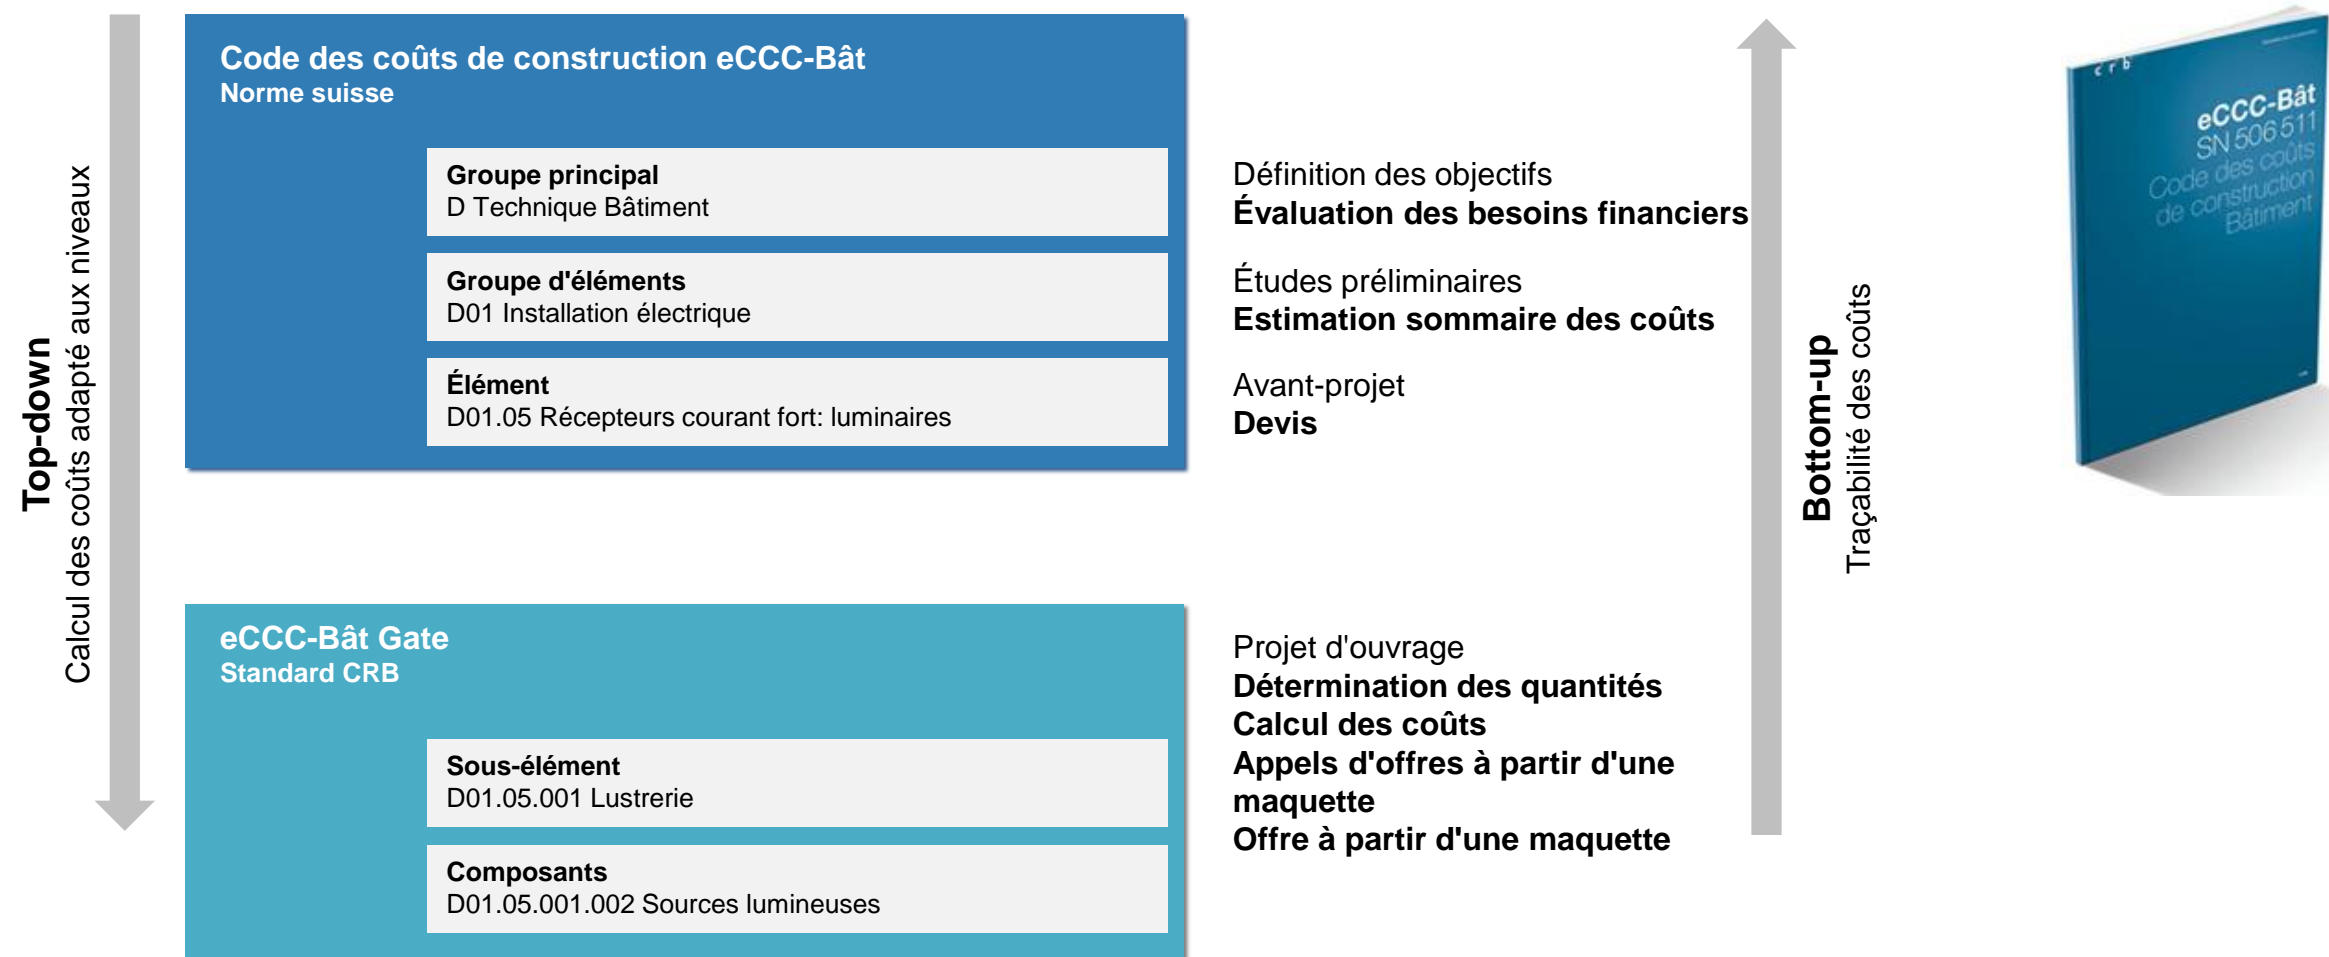 Top-down
Calcul des coûts adapté aux niveaux
Code des coûts de construction eCCC-Bât
Norme suisse
Groupe principal
D Technique Bâtiment
Groupe d'éléments
D01 Installation électrique
Élément
D01.05 Récepteurs courant fort: luminaires
Définition des objectifs
Évaluation des besoins financiers
Études préliminaires
Estimation sommaire des coûts
Avant-projet
Devis
eCCC-Bât Gate
Standard CRB
Sous-élément
D01.05.001 Lustrerie
Composants
D01.05.001.002 Sources lumineuses
Projet d'ouvrage
Détermination des quantités
Calcul des coûts
Appels d'offres à partir d'une
maquette
Offre à partir d'une maquette
Bottom-up
Traçabilité des coûts
crb
eCCC-Bât
SN 506 511
Code des coûts
de construction
Bâtiment